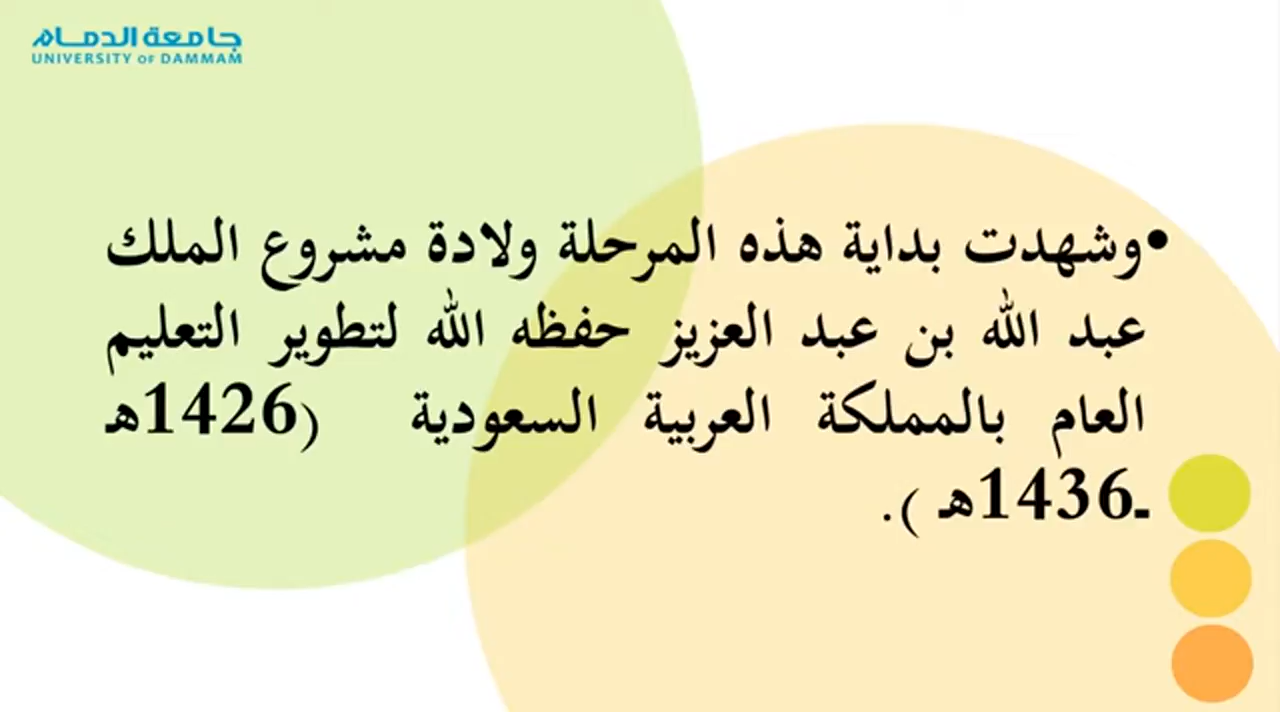 جامعة الدمام
UNIVERSITY OF DAMMAM
•وشهدت بداية هذه المرحلة ولادة مشروع الملك
عبد الله بن عبد العزيز حفظه الله لتطوير التعليم
العام بالمملكة العربية السعودية (1426هـ
ـ1436هـ ).